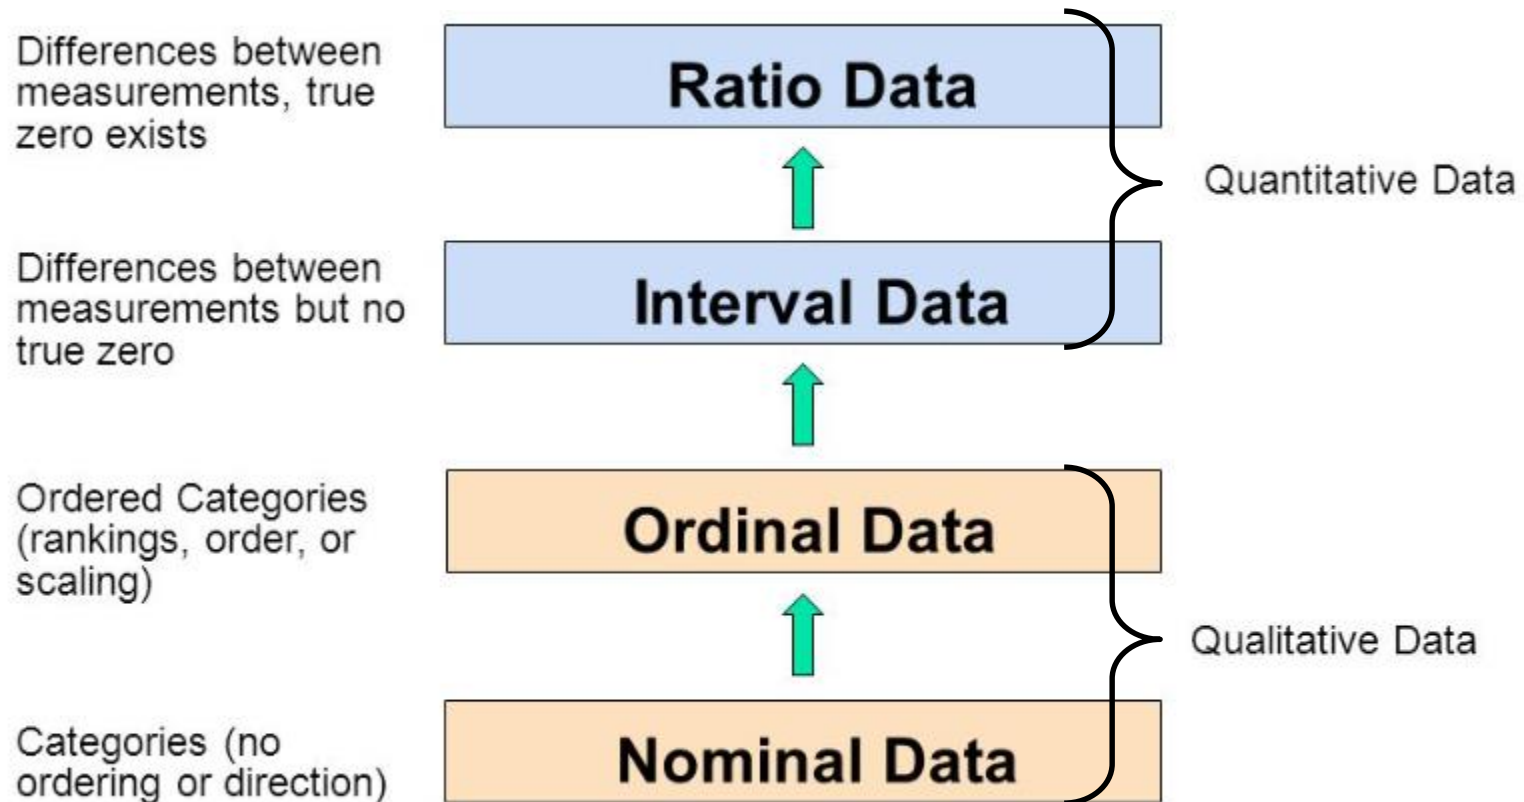 Differences between
measurements, true
zero exists
Ratio Data
Quantitative Data
Differences between
measurements but no
true zero
Interval Data
Ordered Categories
(rankings, order, or
scaling)
Ordinal Data
Qualitative Data
Categories (no
ordering or direction)
Nominal Data